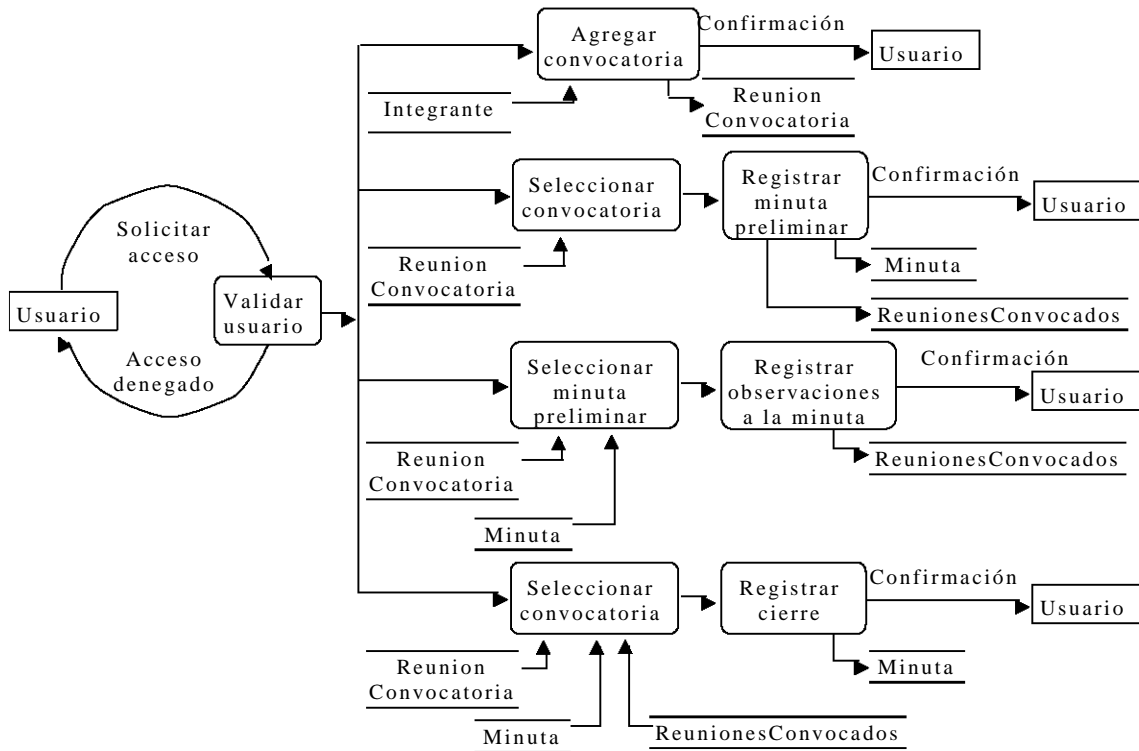 Confirmación
Agregar
convocatoria
Usuario
Integrante
Reunion
Convocatoria
Seleccionar
convocatoria
Registrar
minuta
preliminar
Confirmación
Usuario
Solicitar
acceso
Reunion
Convocatoria
Minuta
Usuario
Validar
usuario
ReunionesConvocados
Acceso
denegado
Seleccionar
minuta
preliminar
Registrar
observaciones
a la minuta
Confirmación
Usuario
Reunion
Convocatoria
ReunionesConvocados
Minuta
Seleccionar
convocatoria
Registrar
cierre
Confirmación
Usuario
Reunion
Convocatoria
Minuta
Minuta
ReunionesConvocados